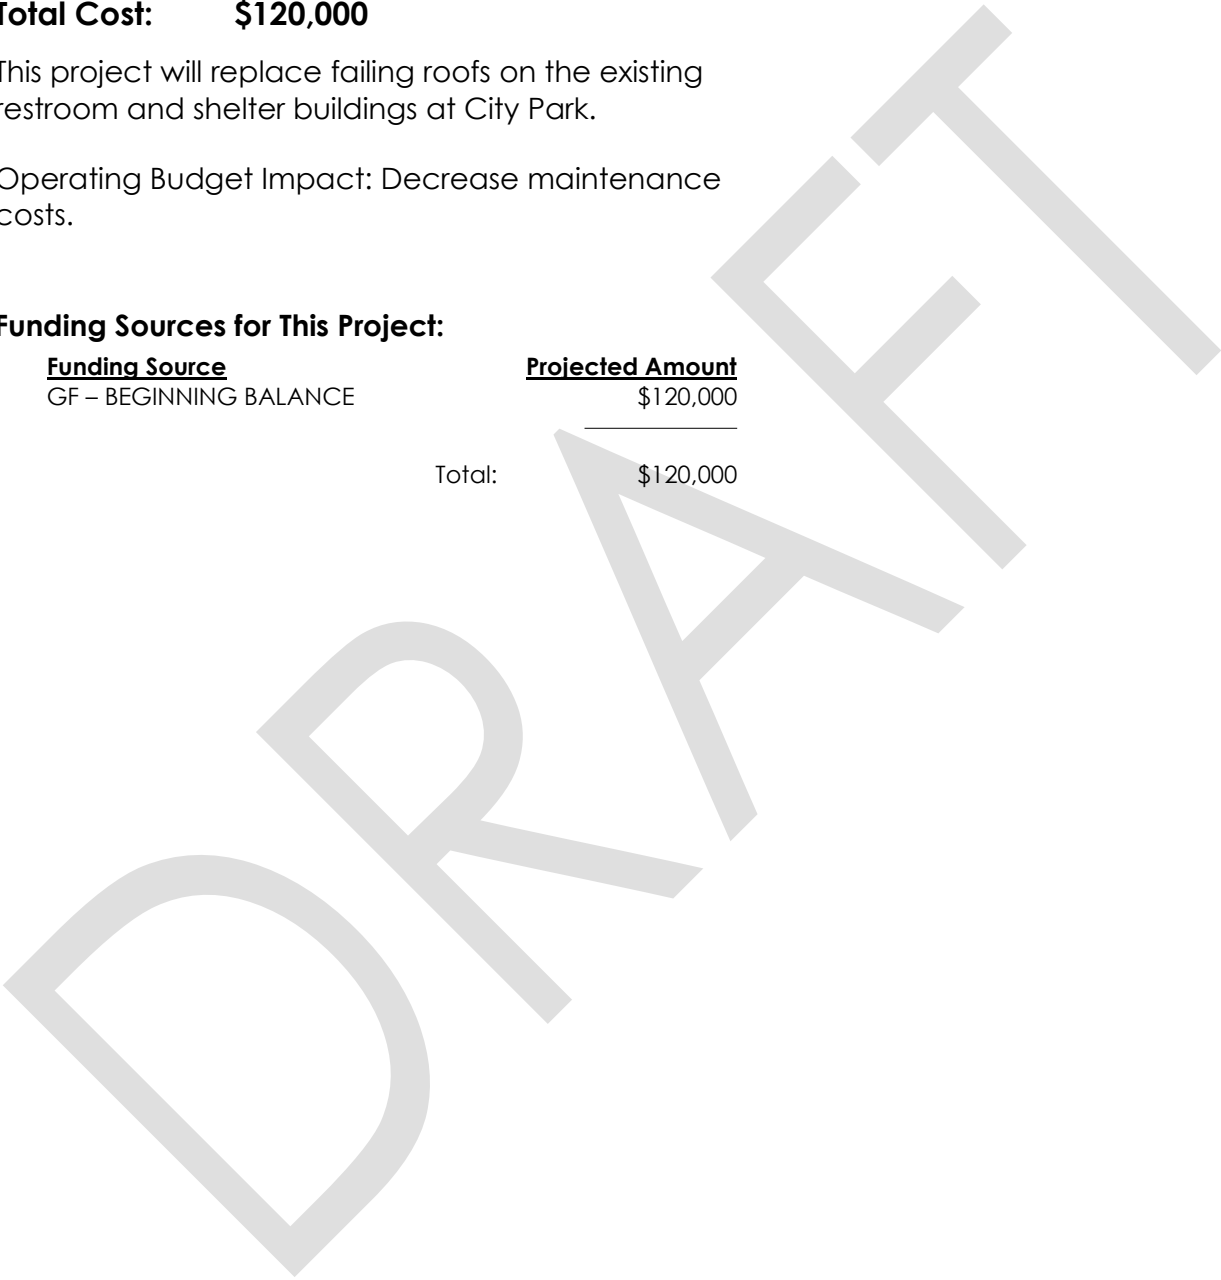 Total Cost: $120,000
This project will replace failing roofs on the existing
restroom and shelter buildings at City Park.
Operating Budget Impact: Decrease maintenance
costs.
Funding Sources for This Project:
Funding Source Projected Amount
GF – BEGINNING BALANCE $120,000
Total: $120,000
DRAFT